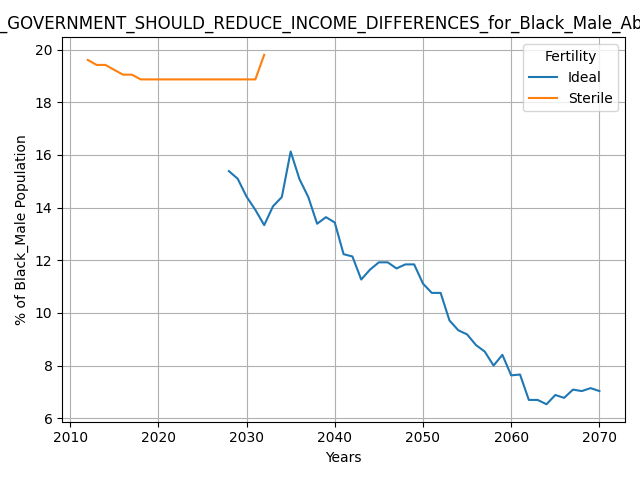 _GOVERNMENT_SHOULD_REDUCE_INCOME_DIFFERENCES_for_Black_Male_Ab
% of Black_Male Population
20
18
16
14
12
10
8
6
Fertility
Ideal
Sterile
2010
2020
2030
2040
2050
2060
2070
Years